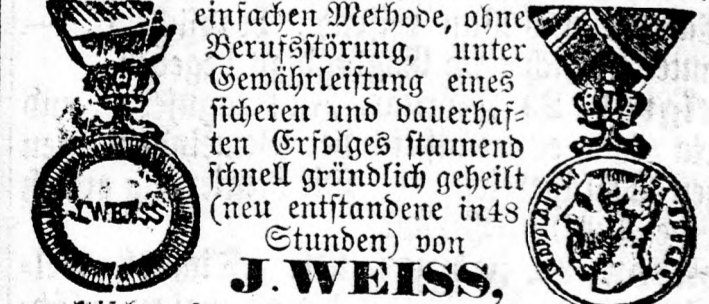 einfachen Methode, ohne
Berufsstörung, unter
Gewährleistung eines
sicheren und dauerhaf=
ten Erfolges staunend
schnell gründlich geheilt
(neu entstandene in 48
Stunden) von
J. WEISS,
J.WEISS